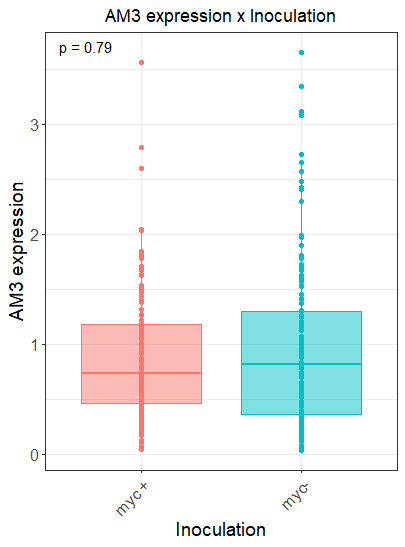 AM3 expression x Inoculation
p = 0.79
AM3 expression
3
2
1
0
myc+
myc-
Inoculation